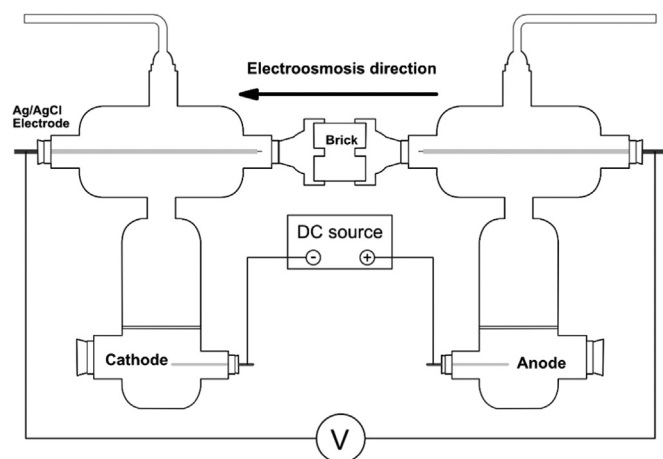 Electroosmosis direction
Ag/AgCl
Electrode
Brick
DC source
- +
Cathode
Anode
V